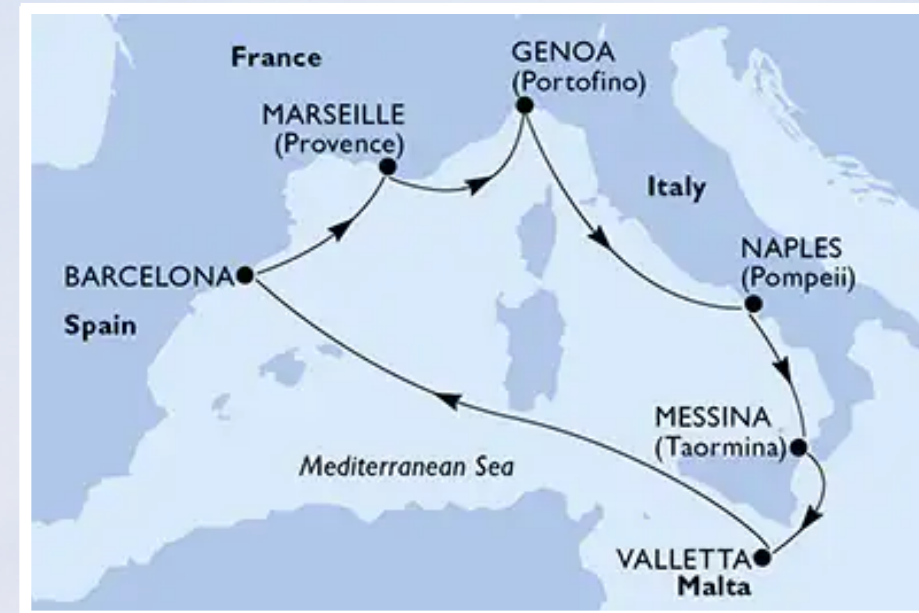 France
GENOA
(Portofino)
MARSEILLE
(Provence)
Italy
NAPLES
(Pompeii)
BARCELONA
Spain
MESSINA
(Taormina)
Mediterranean Sea
VALLETTA
Malta